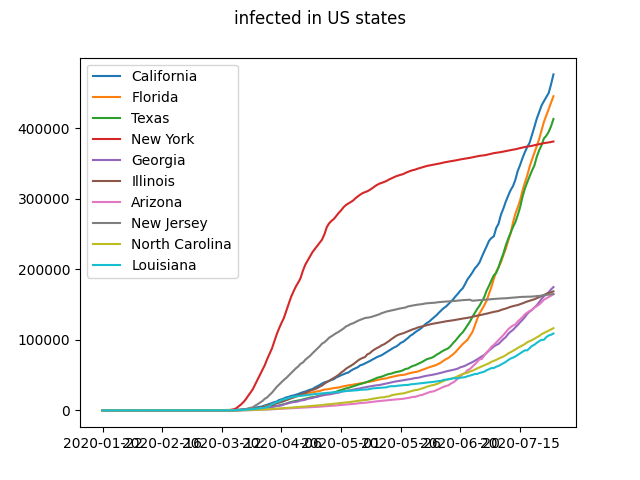 infected in US states
California
Florida
Texas
New York
Georgia
Illinois
Arizona
New Jersey
North Carolina
Louisiana
400000
300000
200000
100000
0
2020-01-22 2020-02-16 2020-03-12 2020-04-06 2020-05-01 2020-05-26 2020-06-20 2020-07-15